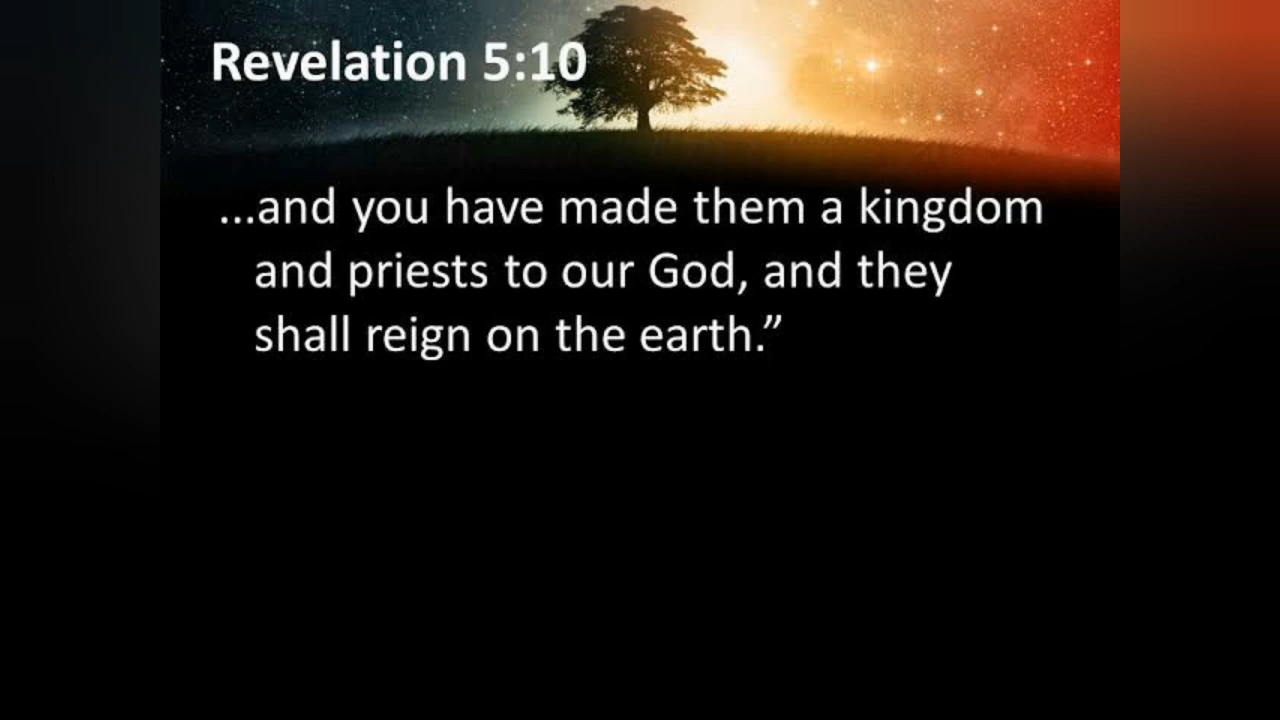 Revelation 5:10
...and you have made them a kingdom
and priests to our God, and they
shall reign on the earth.”